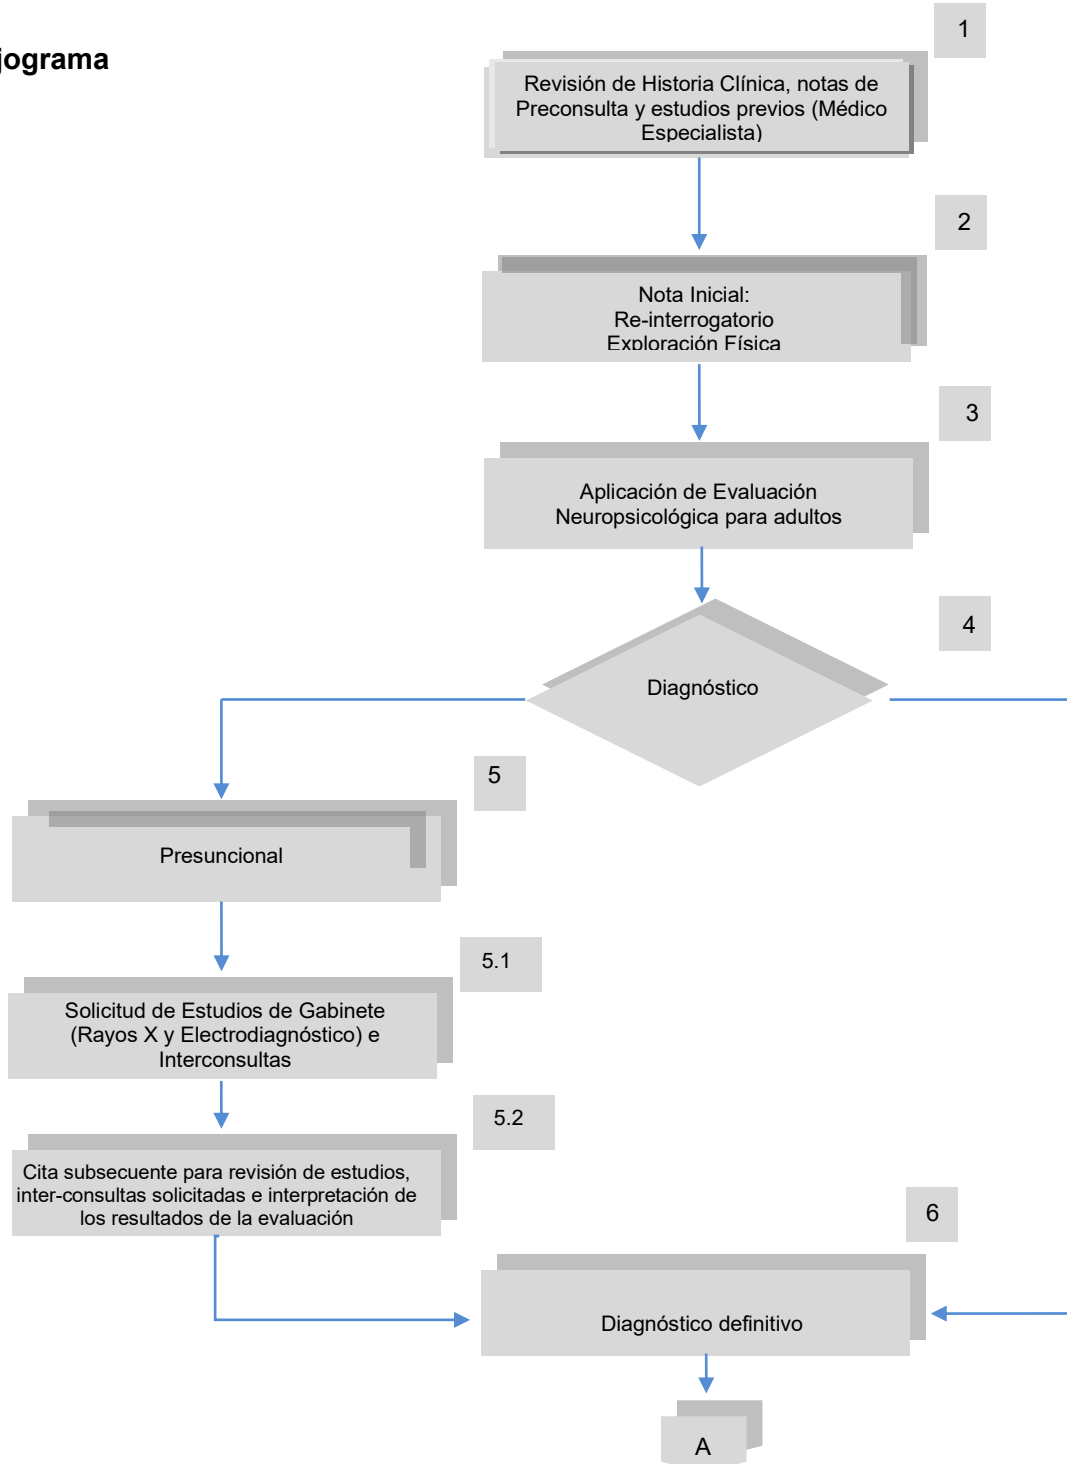 jograma
1
Revisión de Historia Clínica, notas de
Preconsulta y estudios previos (Médico
Especialista)
2
Nota Inicial:
Re-interrogatorio
Exploración Física
3
Aplicación de Evaluación
Neuropsicológica para adultos
4
Diagnóstico
5
Presuncional
5.1
Solicitud de Estudios de Gabinete
(Rayos X y Electrodiagnóstico) e
Interconsultas
5.2
Cita subsecuente para revisión de estudios,
inter-consultas solicitadas e interpretación de
los resultados de la evaluación
6
Diagnóstico definitivo
A